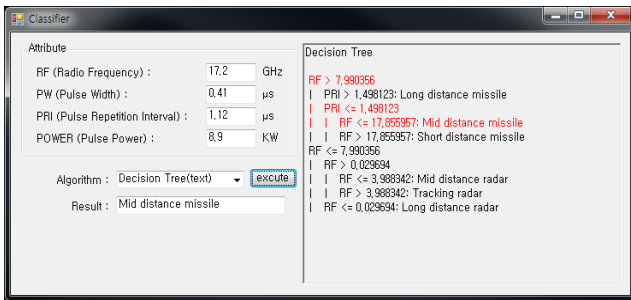 Classifier
Attribute
RF (Radio Frequency) : 17,2 GHz
PW (Pulse Width) : 0,41 µs
PRI (Pulse Repetition Interval) : 1,12 µs
POWER (Pulse Power) : 8,9 KW
Algorithm : Decision Tree(text) excute
Result : Mid distance missile
Decision Tree
RF > 7,990356
| PRI > 1,498123: Long distance missile
| PRI <= 1,498123
| | RF <= 17,855957: Mid distance missile
| | RF > 17,855957: Short distance missile
RF <= 7,990356
| RF > 0,029694
| | RF <= 3,988342: Mid distance radar
| | RF > 3,988342: Tracking radar
| RF <= 0,029694: Long distance radar